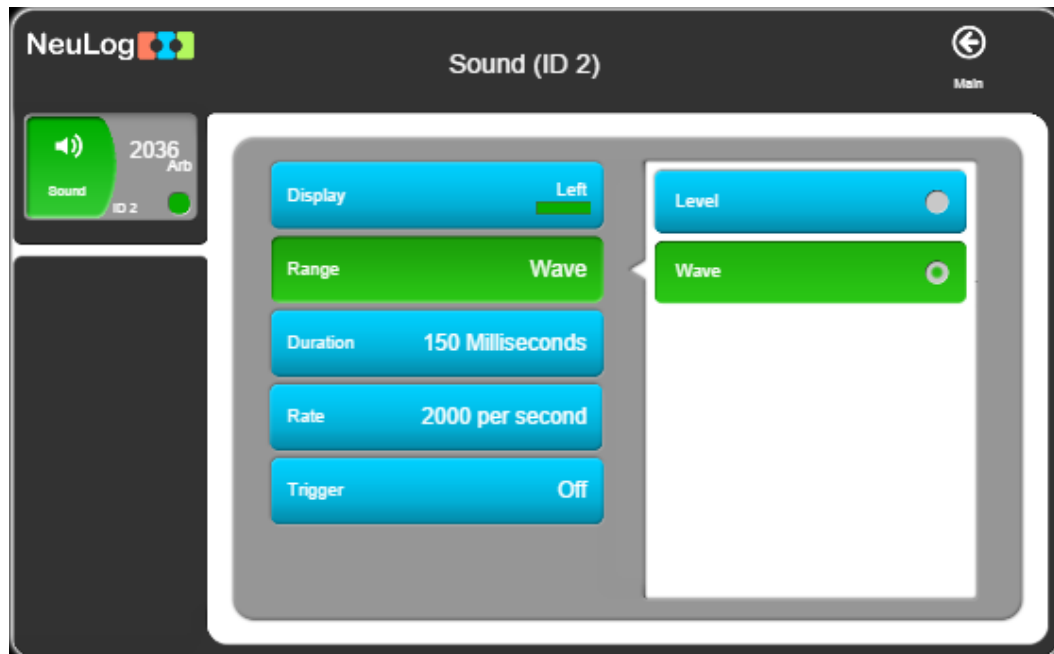 NeuLog
Sound (ID 2)
Main
2036
Arb
Sound
ID 2
Display Left
Range Wave
Duration 150 Milliseconds
Rate 2000 per second
Trigger Off
Level
Wave